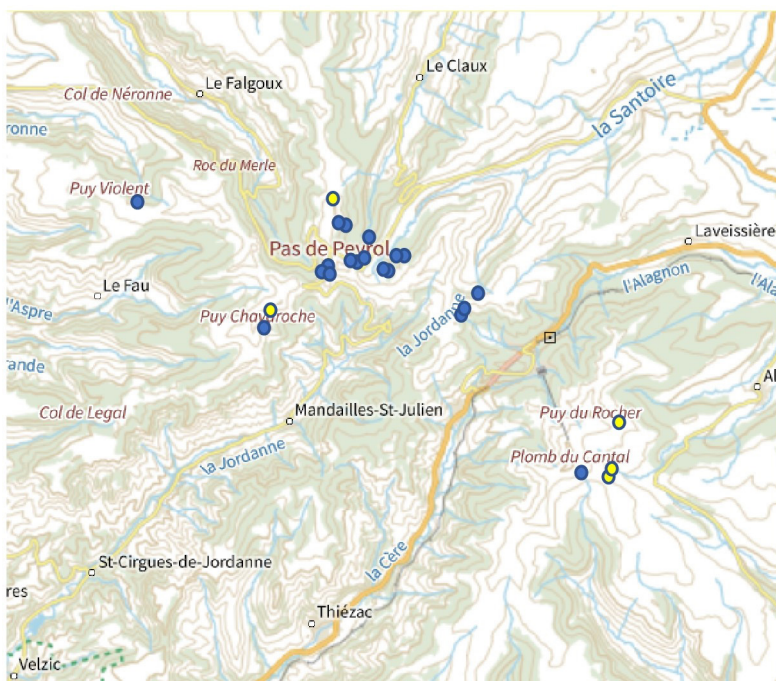 Le Claux
Le Falgoux
Col de Néronne
la Santoire
ronne
Roc du Merle
Puy Violent
Laveissière
Pas de Peyrol
l'Alagnon
Le Fau
l'Aspre
Puy Chavaroche
la Jordanne
rande
Al
Col de Legal
Mandailles-St-Julien
Puy du Rocher
la Jordanne
Plomb du Cantal
la Cère
St-Cirgues-de-Jordanne
res
Thiézac
Velzic